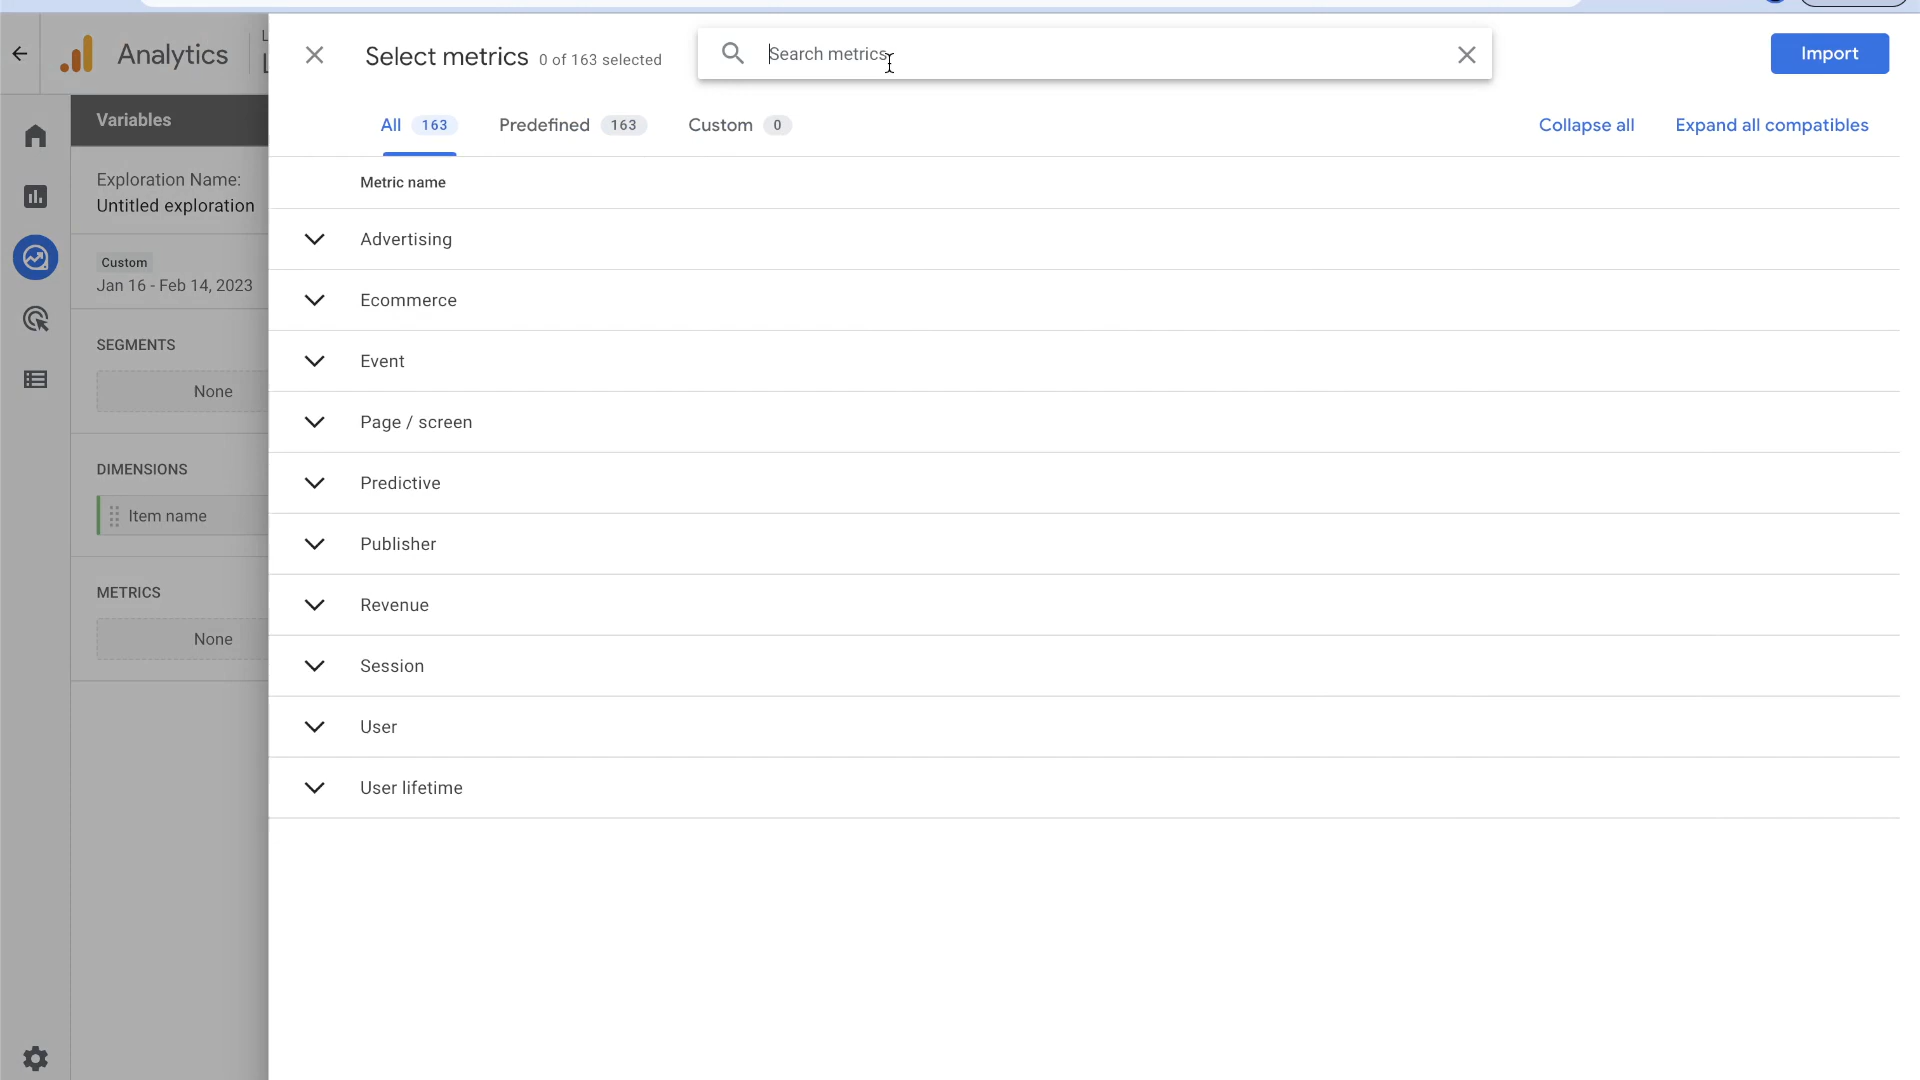 Analytics
Select metrics 0 of 163 selected
Search metrics
Import
All 163
Predefined 163
Custom 0
Collapse all
Expand all compatibles
Variables
Exploration Name:
Untitled exploration
Custom
Jan 16 - Feb 14, 2023
SEGMENTS
None
DIMENSIONS
Item name
METRICS
None
Metric name
Advertising
Ecommerce
Event
Page / screen
Predictive
Publisher
Revenue
Session
User
User lifetime